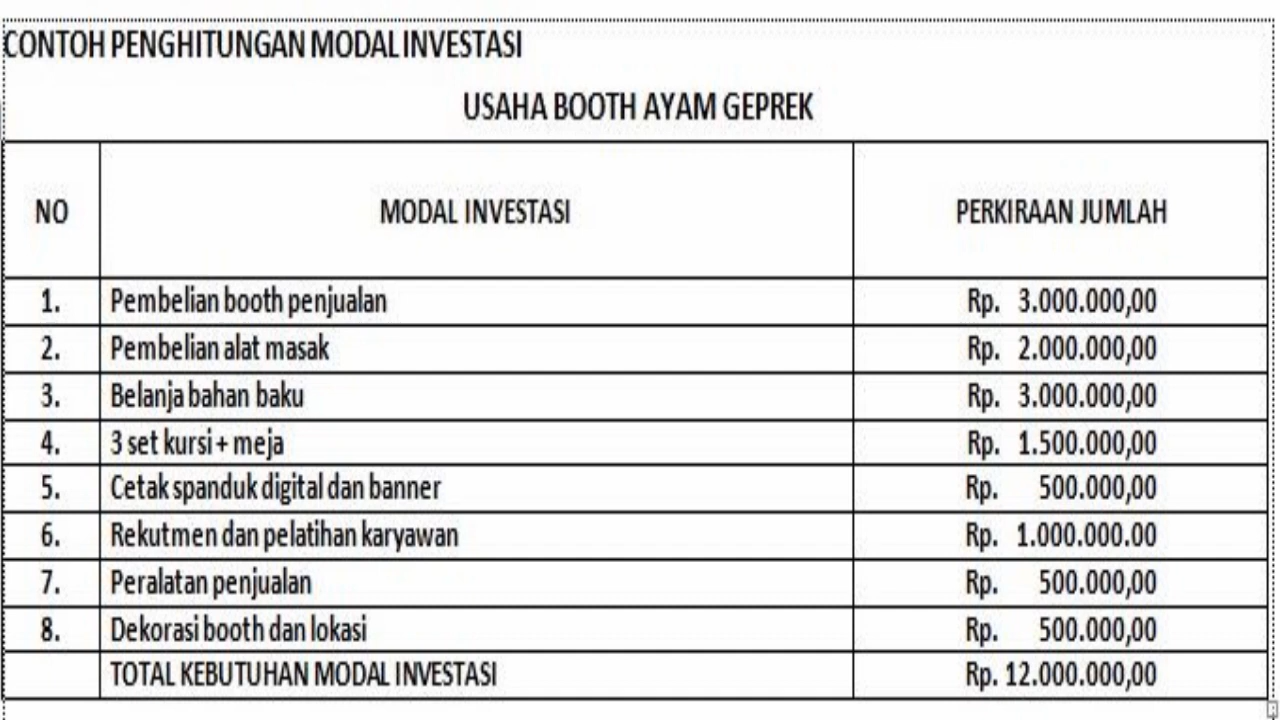 CONTOH PENGHITUNGAN MODAL INVESTASI
USAHA BOOTH AYAM GEPREK
NO MODAL INVESTASI PERKIRAAN JUMLAH
1. Pembelian booth penjualan Rp. 3.000.000,00
2. Pembelian alat masak Rp. 2.000.000,00
3. Belanja bahan baku Rp. 3.000.000,00
4. 3 set kursi + meja Rp. 1.500.000,00
5. Cetak spanduk digital dan banner Rp. 500.000,00
6. Rekutmen dan pelatihan karyawan Rp. 1.000.000.00
7. Peralatan penjualan Rp. 500.000,00
8. Dekorasi booth dan lokasi Rp. 500.000,00
TOTAL KEBUTUHAN MODAL INVESTASI Rp. 12.000.000,00